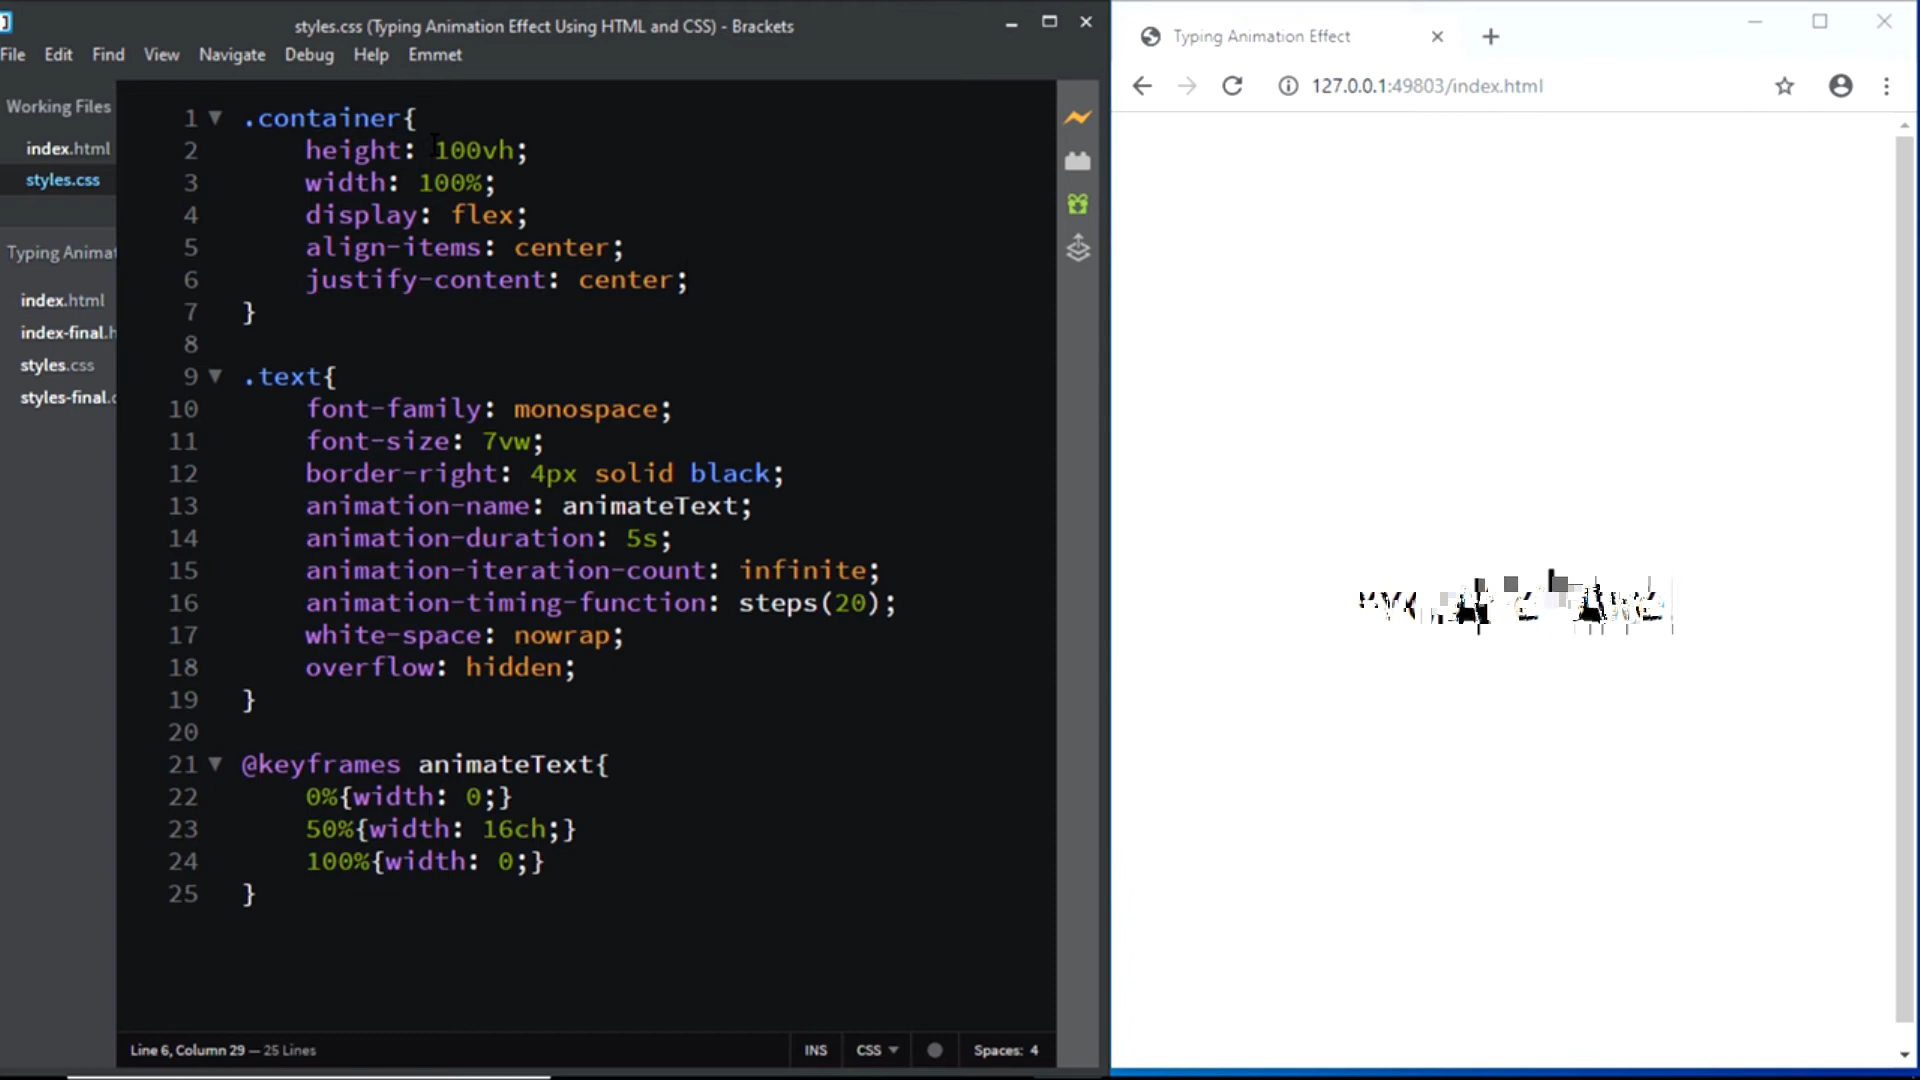 styles.css (Typing Animation Effect Using HTML and CSS) - Brackets
File Edit Find View Navigate Debug Help Emmet
Working Files
index.html
styles.css
Typing Animat
index.html
index-final.h
styles.css
styles-final.c
1 .container{
2 height: 100vh;
3 width: 100%;
4 display: flex;
5 align-items: center;
6 justify-content: center;
7 }
8
9 .text{
10 font-family: monospace;
11 font-size: 7vw;
12 border-right: 4px solid black;
13 animation-name: animateText;
14 animation-duration: 5s;
15 animation-iteration-count: infinite;
16 animation-timing-function: steps(20);
17 white-space: nowrap;
18 overflow: hidden;
19 }
20
21 @keyframes animateText{
22 0%{width: 0;}
23 50%{width: 16ch;}
24 100%{width: 0;}
25 }
Line 6, Column 29 — 25 Lines
INS CSS Spaces: 4
Typing Animation Effect
127.0.0.1:49803/index.html